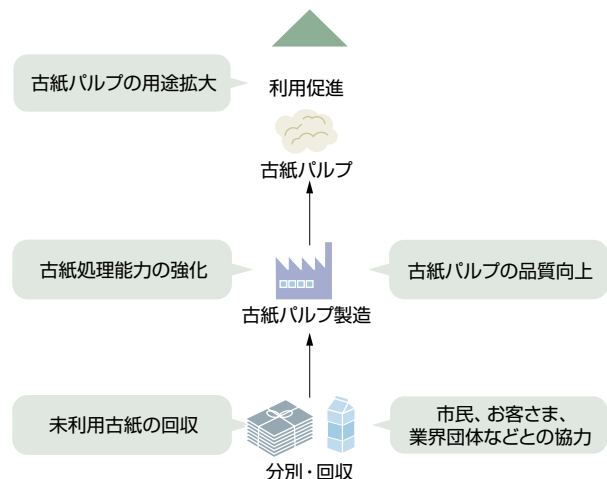 古紙パルプの用途拡大
利用促進
古紙パルプ
古紙処理能力の強化
古紙パルプの品質向上
古紙パルプ製造
未利用古紙の回収
市民、お客さま、
業界団体などとの協力
分別・回収